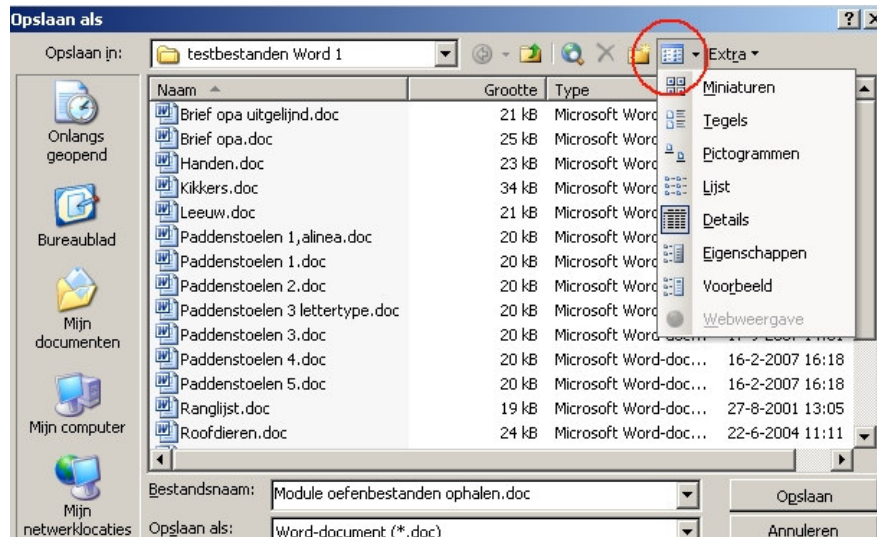 Opslaan als
Opslaan in: testbestanden Word 1 Extra
Naam Grootte Type
Brief opa uitgelijnd.doc 21 kB Microsoft Word
Brief opa.doc 25 kB Microsoft Word
Handen.doc 23 kB Microsoft Word
Kikkers.doc 34 kB Microsoft Word
Leeuw.doc 21 kB Microsoft Word
Paddenstoelen 1,alinea.doc 20 kB Microsoft Word
Paddenstoelen 1.doc 20 kB Microsoft Word
Paddenstoelen 2.doc 20 kB Microsoft Word
Paddenstoelen 3 lettertype.doc 20 kB Microsoft Word
Paddenstoelen 3.doc 20 kB Microsoft Word-doc...
Paddenstoelen 4.doc 20 kB Microsoft Word-doc... 16-2-2007 16:18
Paddenstoelen 5.doc 20 kB Microsoft Word-doc... 16-2-2007 16:18
Ranglijst.doc 19 kB Microsoft Word-doc... 27-8-2001 13:05
Roofdieren.doc 24 kB Microsoft Word-doc... 22-6-2004 11:11
Miniaturen
Tegels
Pictogrammen
Lijst
Details
Eigenschappen
Voorbeeld
Webweergave
Onlangs
geopend
Bureaublad
Mijn
documenten
Mijn computer
Mijn
netwerklocaties
Bestandsnaam: Module oefenbestanden ophalen.doc Opslaan
Opslaan als: Word-document (*.doc) Annuleren